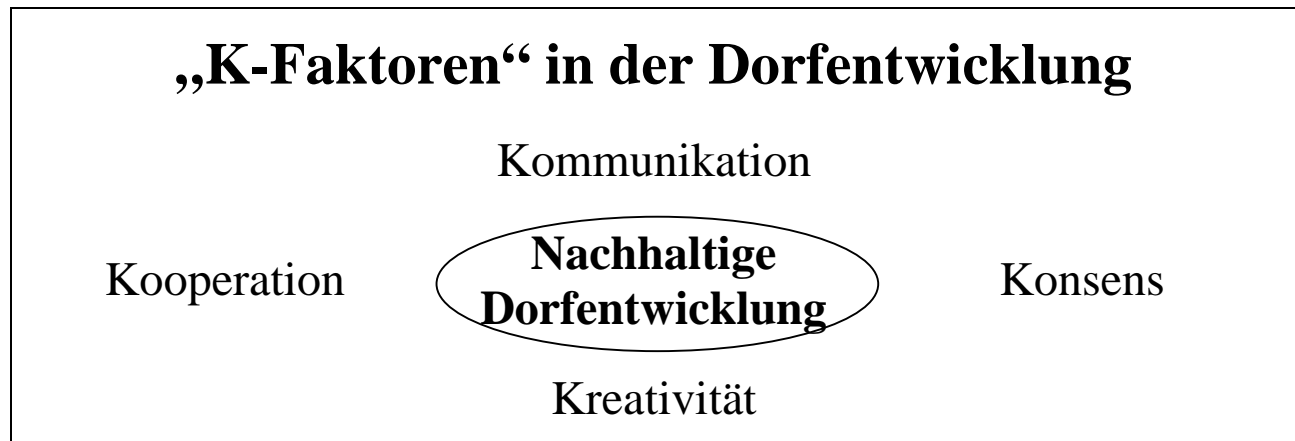 „K-Faktoren“ in der Dorfentwicklung
Kommunikation
Kooperation
Nachhaltige
Dorfentwicklung
Konsens
Kreativität